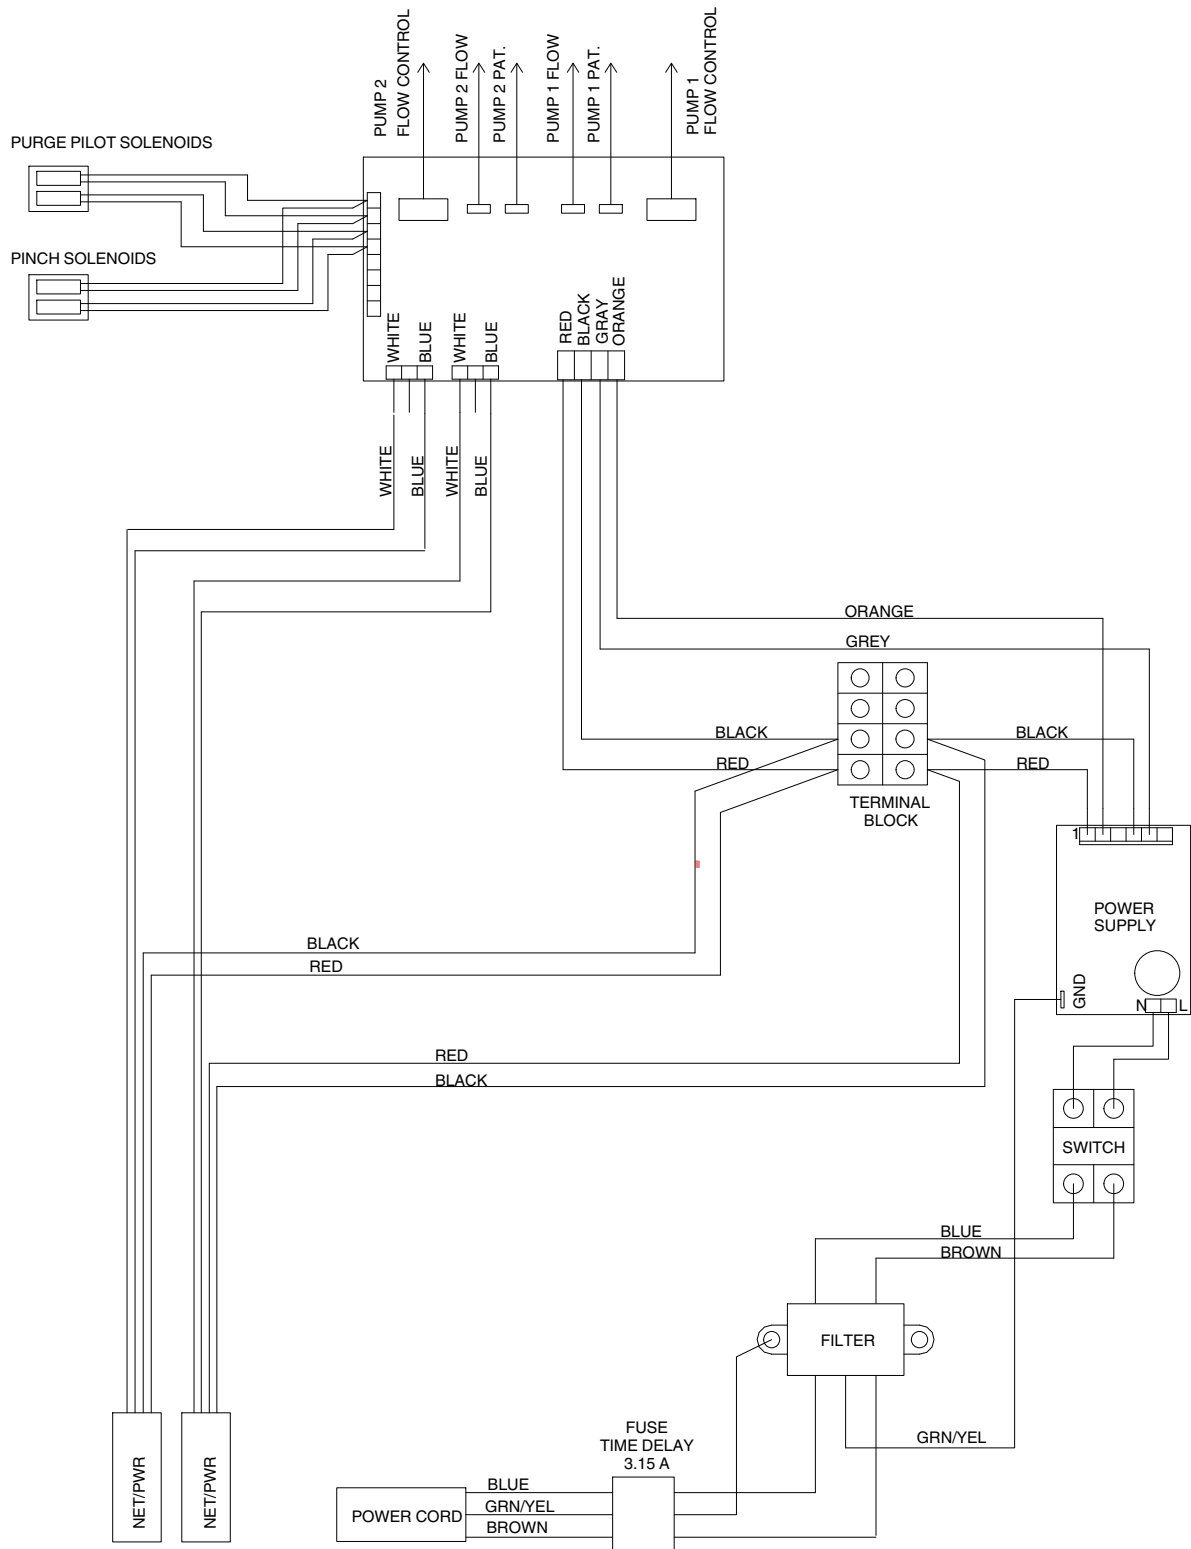 PUMP 2
FLOW CONTROL
PUMP 2 FLOW
PUMP 2 PAT.
PUMP 1 FLOW
PUMP 1 PAT.
PUMP 1
FLOW CONTROL
PURGE PILOT SOLENOIDS
PINCH SOLENOIDS
WHITE
BLUE
WHITE
BLUE
RED
BLACK
GRAY
ORANGE
WHITE
BLUE
WHITE
BLUE
ORANGE
GREY
BLACK
BLACK
RED
RED
TERMINAL
BLOCK
1
POWER
SUPPLY
GND
N
L
BLACK
RED
RED
BLACK
SWITCH
BLUE
BROWN
FILTER
GRN/YEL
FUSE
TIME DELAY
3.15 A
NET/PWR
NET/PWR
POWER CORD
BLUE
GRN/YEL
BROWN